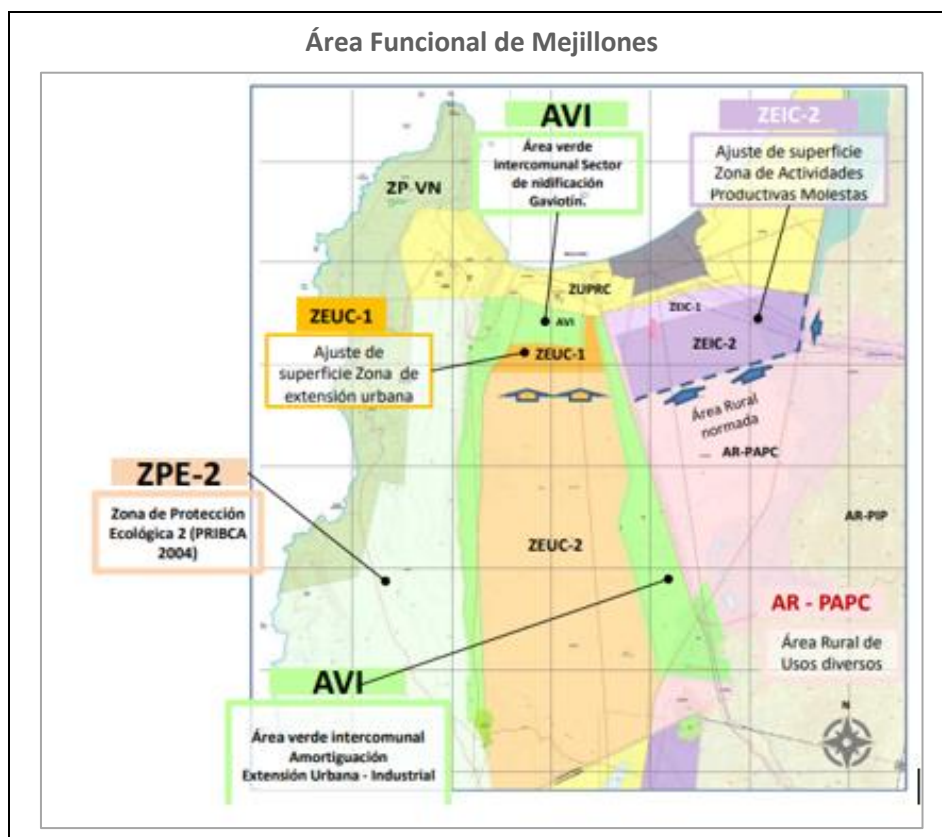 Área Funcional de Mejillones
AVI
Área verde
intercomunal Sector
de nidificación
Gaviotín.
ZEIC-2
Ajuste de superficie
Zona de Actividades
Productivas Molestas
ZP-VN
ZUPRC
ZEIC-1
ZEUC-1
Ajuste de
superficie Zona de
extensión urbana
AVI
ZEUC-1
ZEIC-2
Área Rural
normada
AR-PAPC
ZPE-2
Zona de Protección
Ecológica 2 (PRIBCA
2004)
ZEUC-2
AR-PIP
AR - PAPC
Área Rural de
Usos diversos
AVI
Área verde intercomunal
Amortiguación
Extensión Urbana - Industrial
N